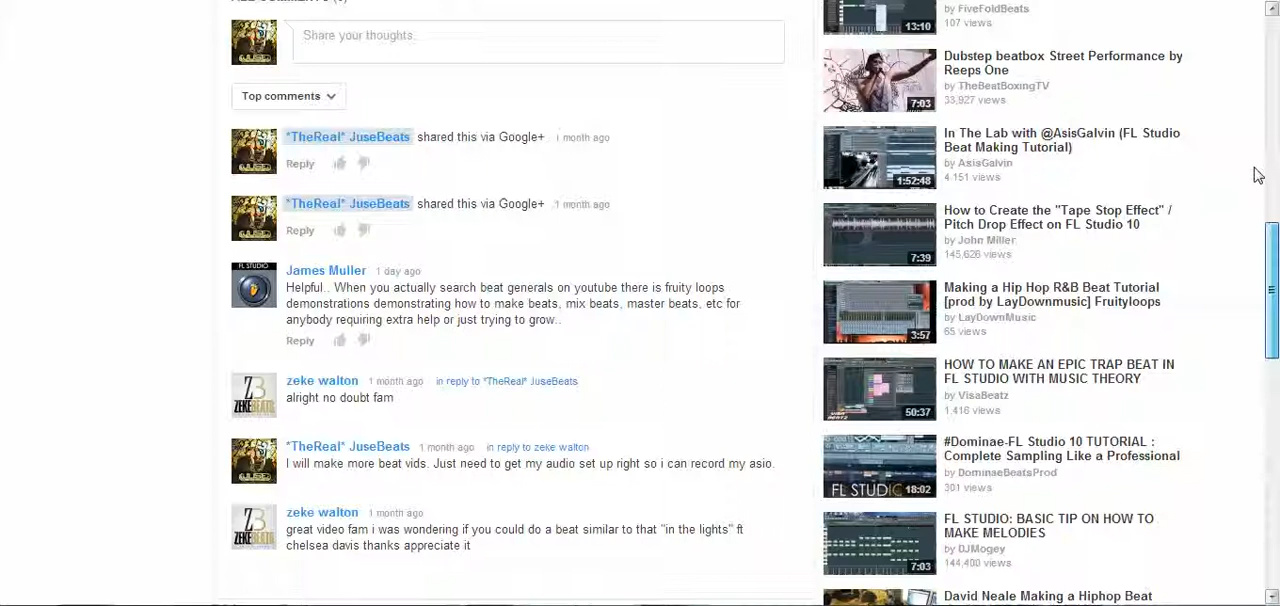 Share your thoughts.
Top comments
*TheReal* JuseBeats shared this via Google+ 1 month ago
Reply
*TheReal* JuseBeats shared this via Google+ 1 month ago
Reply
FL STUDIO
James Muller 1 day ago
Helpful.. When you actually search beat generals on youtube there is fruity loops
demonstrations demonstrating how to make beats, mix beats, master beats, etc for
anybody requiring extra help or just trying to grow..
Reply
ZEKEBEATS
zeke walton 1 month ago in reply to *TheReal* JuseBeats
alright no doubt fam
*TheReal* JuseBeats 1 month ago in reply to zeke walton
I will make more beat vids. Just need to get my audio set up right so i can record my asio.
ZEKEBEATS
zeke walton 1 month ago
great video fam i was wondering if you could do a beat similar to cash "in the lights" ft
chelsea davis thanks appreciate it
by FiveFoldBeats
107 views
13:10
Dubstep beatbox Street Performance by
Reeps One
by TheBeatBoxingTV
33,927 views
7:03
In The Lab with @AsisGalvin (FL Studio
Beat Making Tutorial)
by AsisGalvin
4,151 views
1:52:48
How to Create the "Tape Stop Effect" /
Pitch Drop Effect on FL Studio 10
by John Miller
145,626 views
7:39
Making a Hip Hop R&B Beat Tutorial
[prod by LayDownmusic] Fruityloops
by LayDownMusic
65 views
3:57
HOW TO MAKE AN EPIC TRAP BEAT IN
FL STUDIO WITH MUSIC THEORY
by VisaBeatz
1,416 views
50:37
#Dominae-FL Studio 10 TUTORIAL :
Complete Sampling Like a Professional
by DominaeBeatsProd
301 views
FL STUDIO 18:02
FL STUDIO: BASIC TIP ON HOW TO
MAKE MELODIES
by DJMogey
144,400 views
7:03
David Neale Making a Hiphop Beat